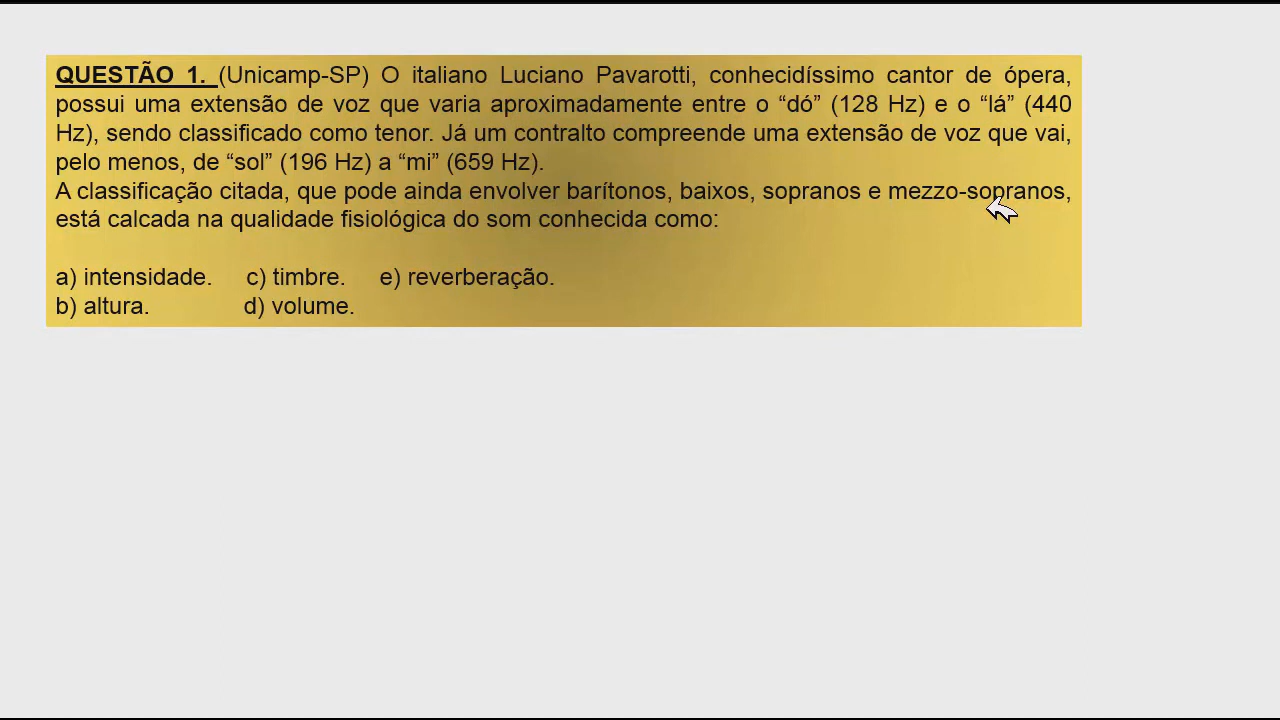 QUESTÃO 1. (Unicamp-SP) O italiano Luciano Pavarotti, conhecidíssimo cantor de ópera,
possui uma extensão de voz que varia aproximadamente entre o “dó” (128 Hz) e o “lá” (440
Hz), sendo classificado como tenor. Já um contralto compreende uma extensão de voz que vai,
pelo menos, de “sol” (196 Hz) a “mi” (659 Hz).
A classificação citada, que pode ainda envolver barítonos, baixos, sopranos e mezzo-sopranos,
está calcada na qualidade fisiológica do som conhecida como:
a) intensidade. c) timbre. e) reverberação.
b) altura. d) volume.